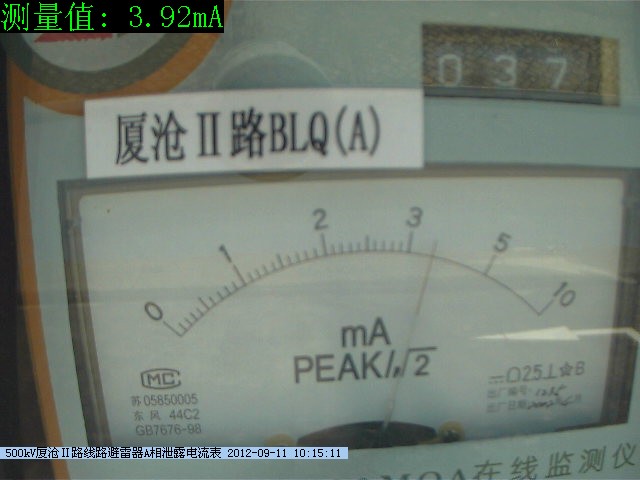 测量值: 3.92mA
037
厦沧Ⅱ路BLQ(A)
0 1 2 3 5 10
mA
PEAK/√2
MC
苏05850005
东风 44C2
GB7676-98
Ω25⊥☆B
出厂编号:
出厂日期
500kV厦沧Ⅱ路线路避雷器A相泄露电流表 2012-09-11 10:15:11
MOA在线监测仪